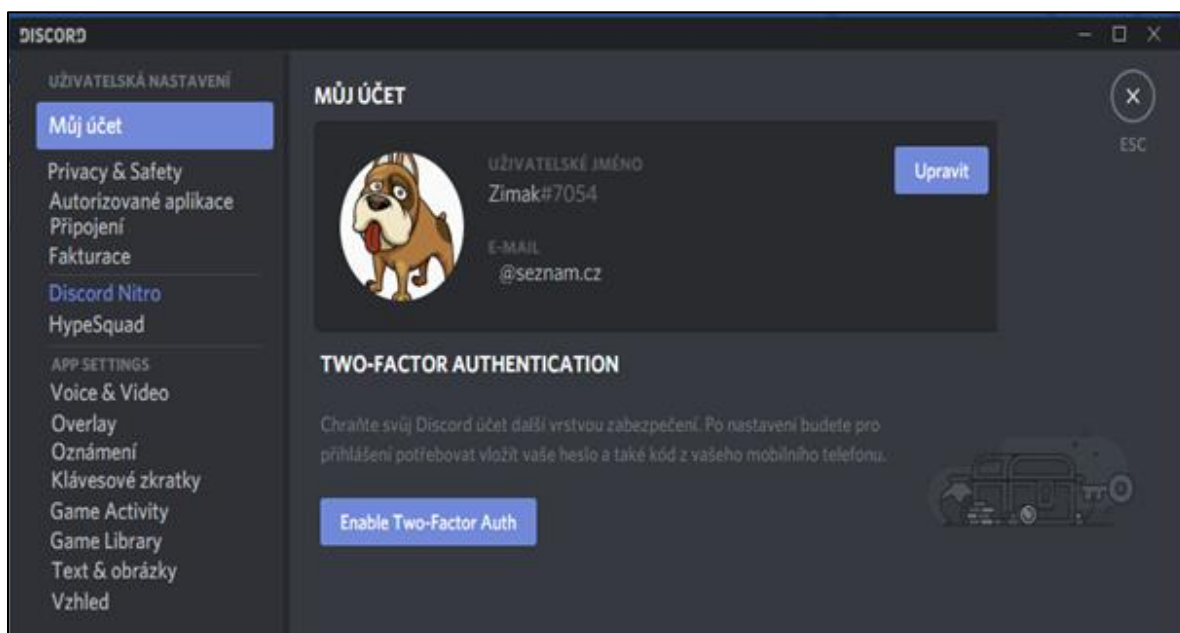 DISCORD
UŽIVATELSKÁ NASTAVENÍ
Můj účet
Privacy & Safety
Autorizované aplikace
Připojení
Fakturace
Discord Nitro
HypeSquad
APP SETTINGS
Voice & Video
Overlay
Oznámení
Klávesové zkratky
Game Activity
Game Library
Text & obrázky
Vzhled
MŮJ ÚČET
UŽIVATELSKÉ JMÉNO
Zimak#7054
E-MAIL
@seznam.cz
Upravit
ESC
TWO-FACTOR AUTHENTICATION
Chraňte svůj Discord účet další vrstvou zabezpečení. Po nastavení budete pro
přihlášení potřebovat vložit vaše heslo a také kód z vašeho mobilního telefonu.
Enable Two-Factor Auth